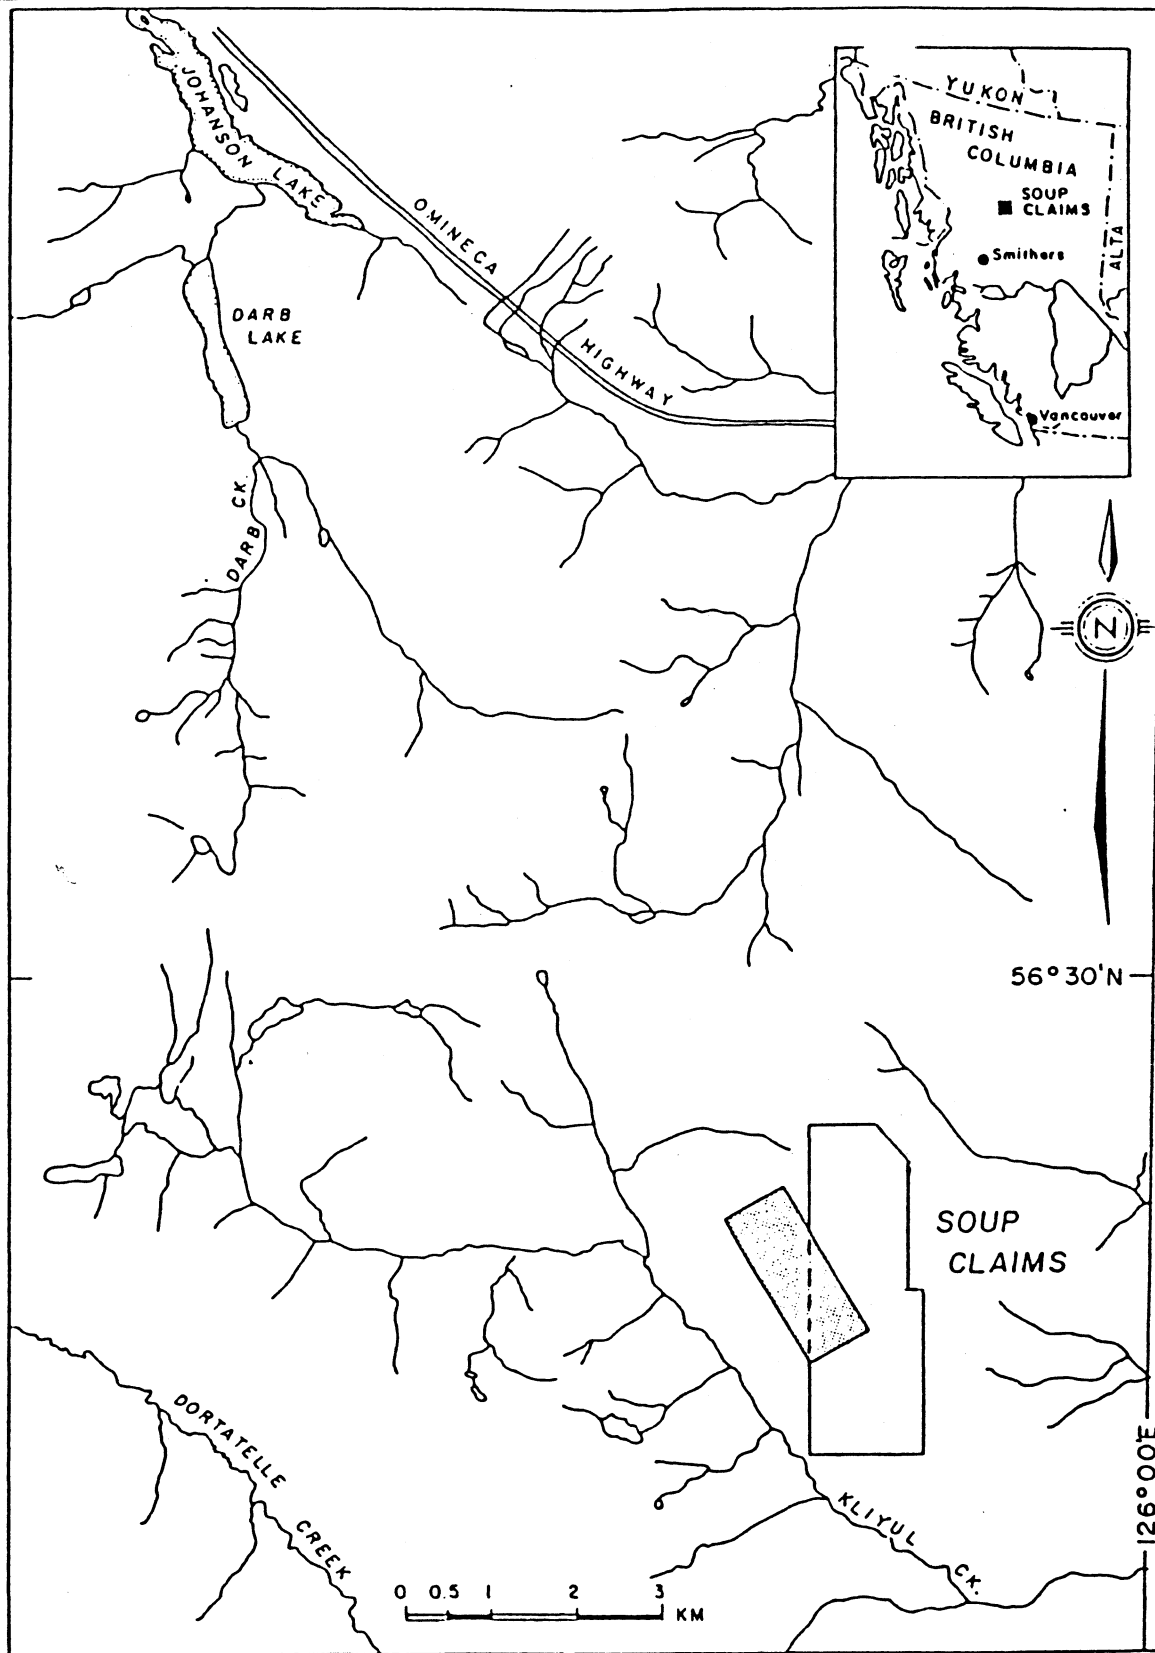 JOHANSON LAKE
OMINECA HIGHWAY
DARB
LAKE
DARB CK.
YUKON
BRITISH
COLUMBIA
SOUP
CLAIMS
Smithers
ALTA
Vancouver
N
56°30'N
SOUP
CLAIMS
DORTATELLE CREEK
KLIYUL CK.
126°00'E
0 0.5 1 2 3
KM